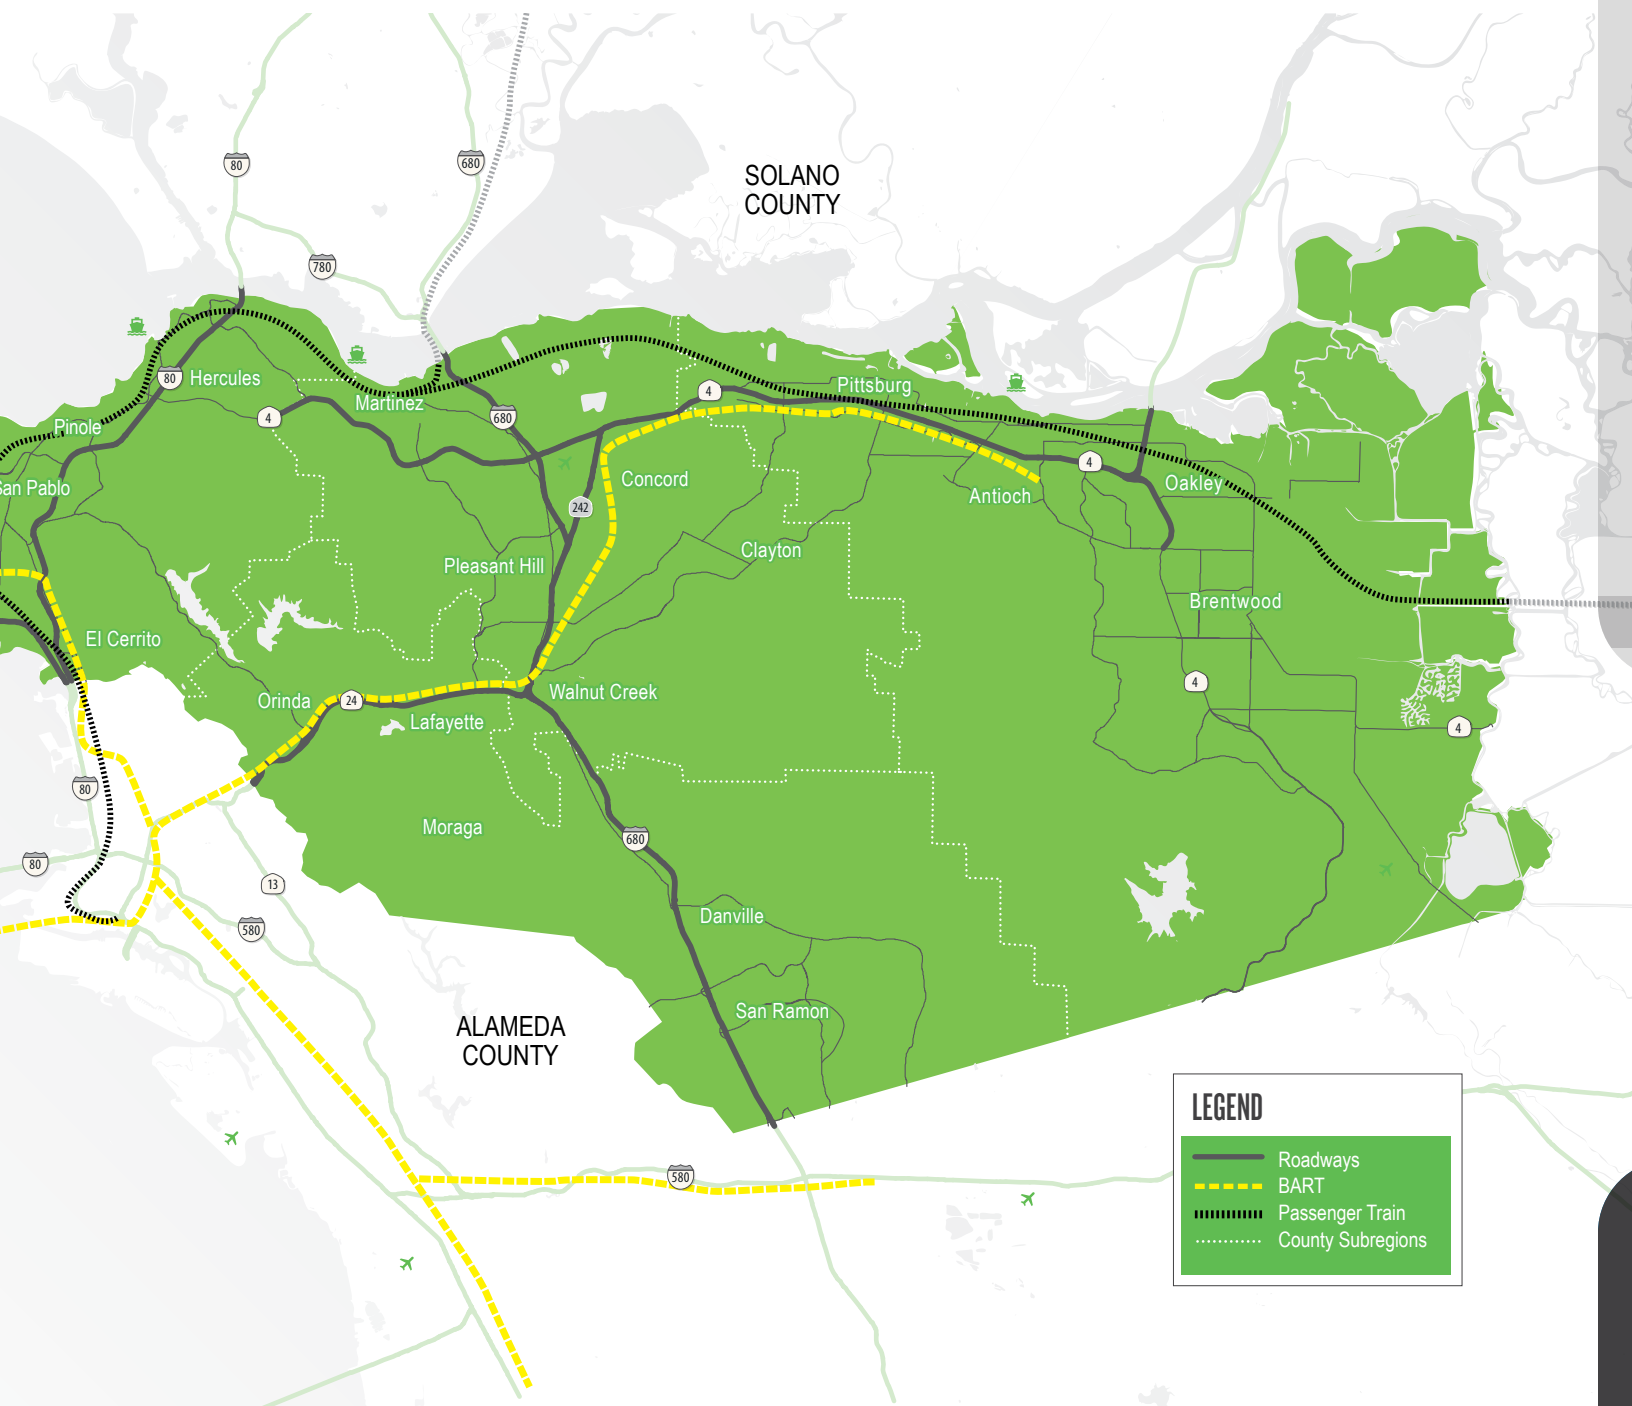 SOLANO
COUNTY
80
680
780
80
Hercules
4
Martinez
680
4
Pittsburg
Pinole
San Pablo
Concord
242
4
Antioch
Oakley
Clayton
Pleasant Hill
Brentwood
El Cerrito
Orinda
24
Lafayette
Walnut Creek
4
4
80
Moraga
680
80
13
580
Danville
San Ramon
ALAMEDA
COUNTY
580
LEGEND
Roadways
BART
Passenger Train
County Subregions